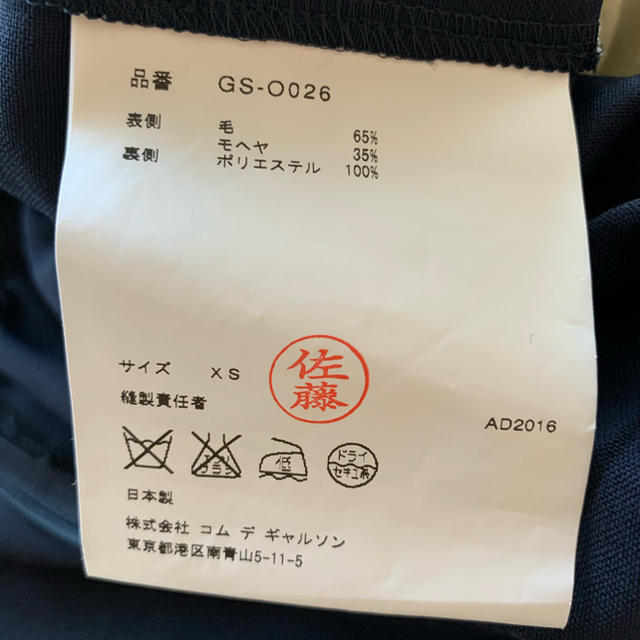 品番 GS-O026
表側 毛 65%
モヘヤ 35%
裏側 ポリエステル 100%
サイズ XS
佐藤
縫製責任者
AD2016
低
ドライ
セキユ系
日本製
株式会社 コム デ ギャルソン
東京都港区南青山5-11-5